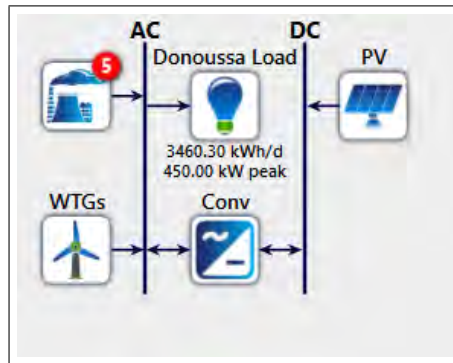 AC DC
5 Donoussa Load PV
3460.30 kWh/d
450.00 kW peak
WTGs Conv